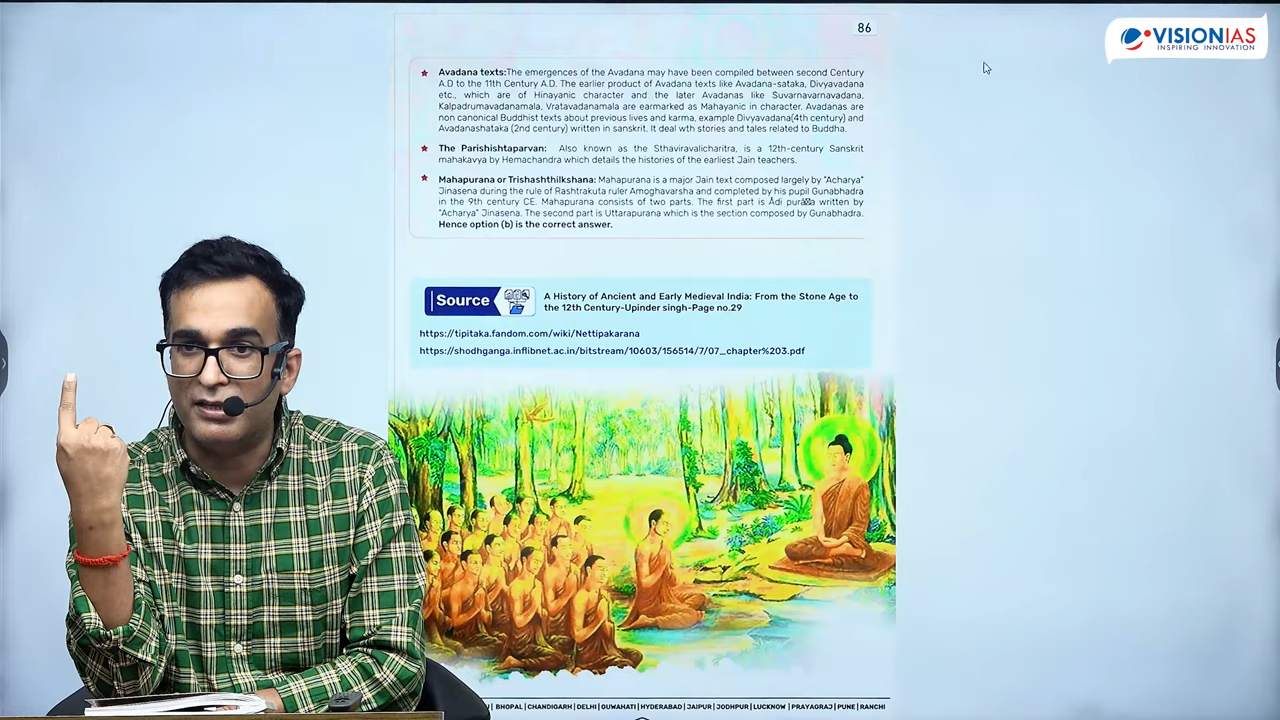 86
VISIONIAS
INSPIRING INNOVATION
Avadana texts:The emergences of the Avadana may have been compiled between second Century
A.D to the 11th Century A.D. The earlier product of Avadana texts like Avadana-sataka, Divyavadana
etc., which are of Hinayanic character and the later Avadanas like Suvarnavarnavadana,
Kalpadrumavadanamala, Vratavadanamala are earmarked as Mahayanic in character. Avadanas are
non canonical Buddhist texts about previous lives and karma, example Divyavadana(4th century) and
Avadanashataka (2nd century) written in sanskrit. It deal wth stories and tales related to Buddha.
The Parishishtaparvan: Also known as the Sthaviravalicharitra, is a 12th-century Sanskrit
mahakavya by Hemachandra which details the histories of the earliest Jain teachers.
Mahapurana or Trishashthilkshana: Mahapurana is a major Jain text composed largely by "Acharya"
Jinasena during the rule of Rashtrakuta ruler Amoghavarsha and completed by his pupil Gunabhadra
in the 9th century CE. Mahapurana consists of two parts. The first part is Ādi written by
"Acharya" Jinasena. The second part is Uttarapurana which is the section composed by Gunabhadra.
Hence option (b) is the correct answer.
Source
A History of Ancient and Early Medieval India: From the Stone Age to
the 12th Century-Upinder singh-Page no.29
https://tipitaka.fandom.com/wiki/Nettipakarana
https://shodhganga.inflibnet.ac.in/bitstream/10603/156514/7/07_chapter%203.pdf
| BHOPAL | CHANDIGARH | DELHI | GUWAHATI | HYDERABAD | JAIPUR | JODHPUR | LUCKNOW | PRAYAGRAJ | PUNE | RANCHI